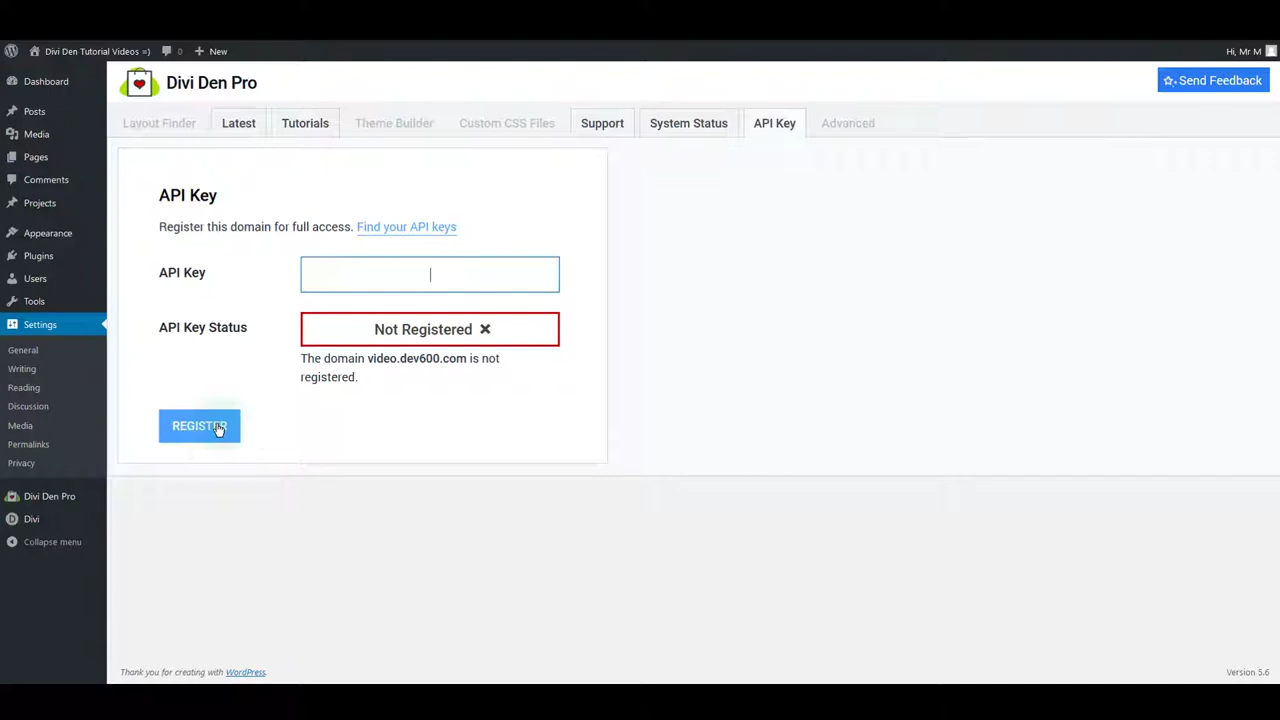 Divi Den Tutorial Videos =) 0 New Hi, Mr M
Dashboard
Posts
Media
Pages
Comments
Projects
Appearance
Plugins
Users
Tools
Settings
General
Writing
Reading
Discussion
Media
Permalinks
Privacy
Divi Den Pro
Divi
Collapse menu
Divi Den Pro
Send Feedback
Layout Finder Latest Tutorials Theme Builder Custom CSS Files Support System Status API Key Advanced
API Key
Register this domain for full access. Find your API keys
API Key
API Key Status Not Registered ✕
The domain video.dev600.com is not
registered.
REGISTER
Thank you for creating with WordPress. Version 5.6